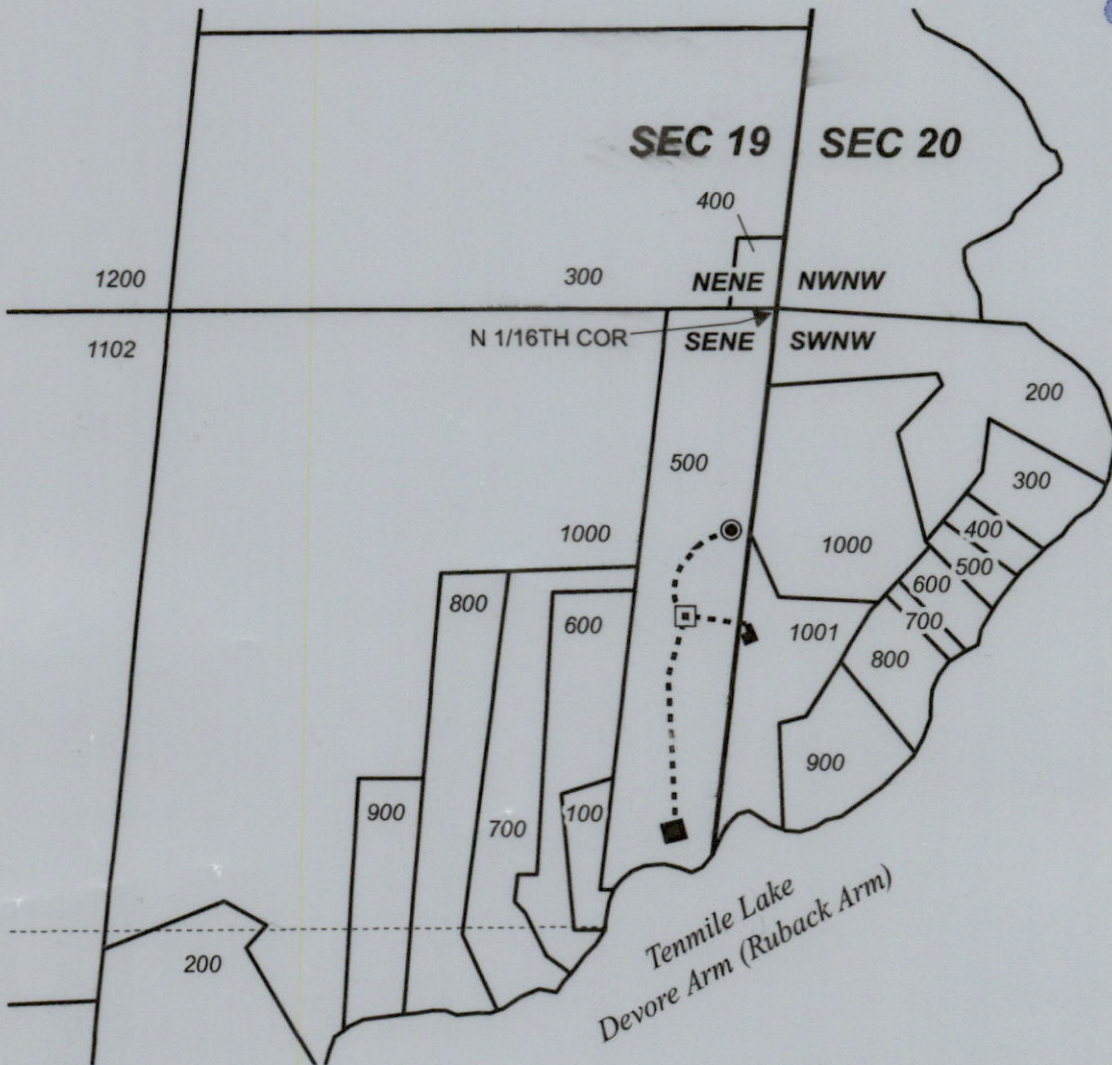 SEC 19 SEC 20
400
1200 300 NENE NWNW
N 1/16TH COR SENE SWNW
1102
200
500
300
400
1000 1000
500
800 600 600
700
1001
800
900
900 700 100
Tenmile Lake
Devore Arm (Ruback Arm)
200